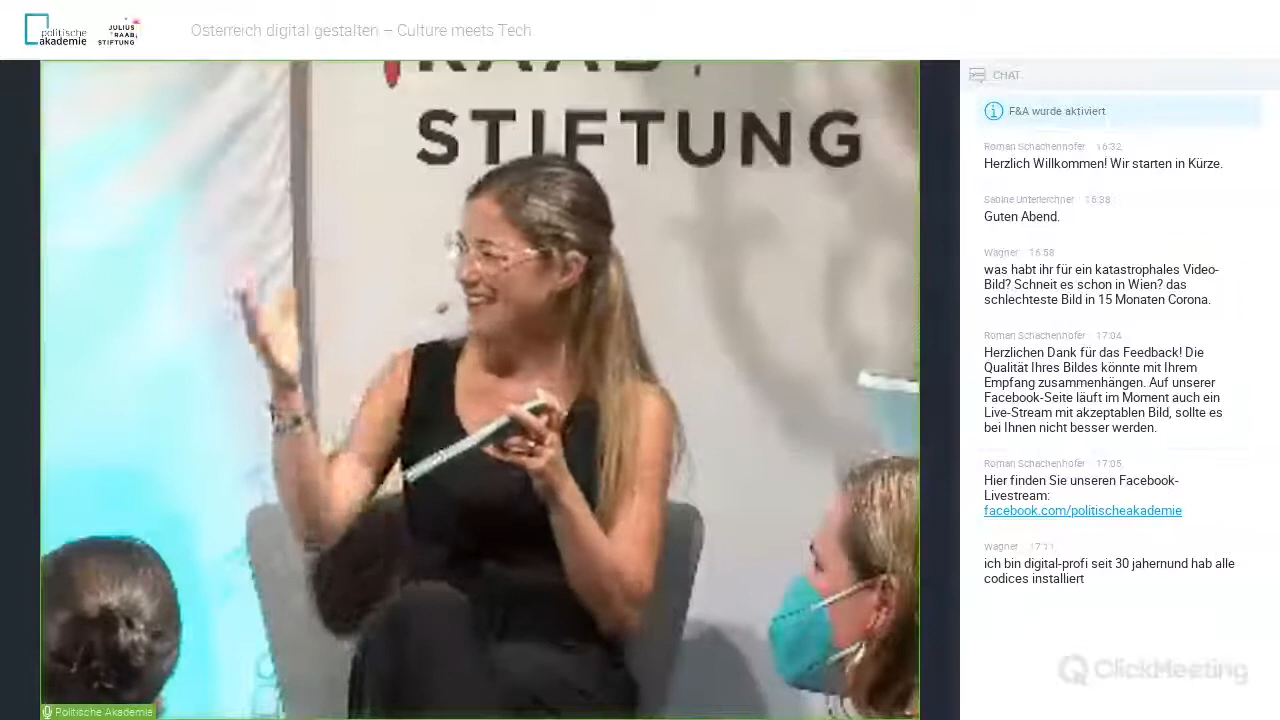 politische
akademie
JULIUS
RAAB
STIFTUNG
Österreich digital gestalten – Culture meets Tech
RAAB
STIFTUNG
Politische Akademie
CHAT
F&A wurde aktiviert
Roman Schachenhofer 16:32
Herzlich Willkommen! Wir starten in Kürze.
Sabine Unterlerchner 16:38
Guten Abend.
Wagner 16:58
was habt ihr für ein katastrophales Video-
Bild? Schneit es schon in Wien? das
schlechteste Bild in 15 Monaten Corona.
Roman Schachenhofer 17:04
Herzlichen Dank für das Feedback! Die
Qualität Ihres Bildes könnte mit Ihrem
Empfang zusammenhängen. Auf unserer
Facebook-Seite läuft im Moment auch ein
Live-Stream mit akzeptablen Bild, sollte es
bei Ihnen nicht besser werden.
Roman Schachenhofer 17:05
Hier finden Sie unseren Facebook-
Livestream:
facebook.com/politischeakademie
Wagner 17:11
ich bin digital-profi seit 30 jahernund hab alle
codices installiert
ClickMeeting